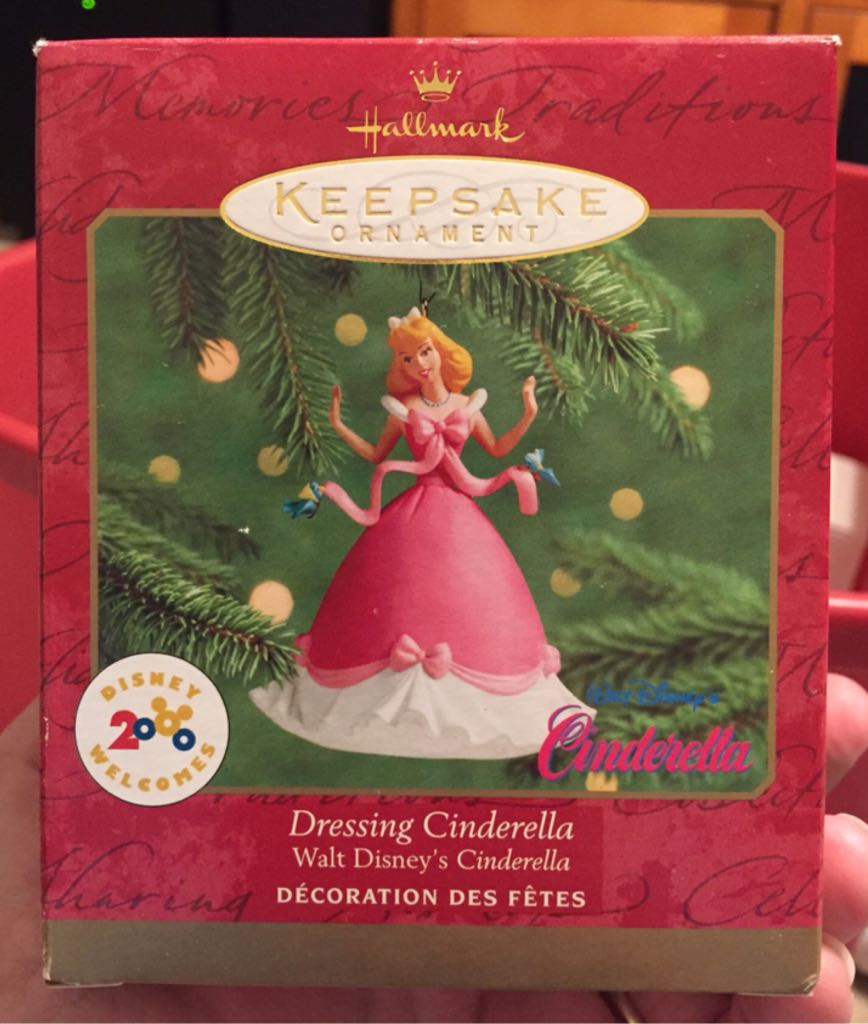 Memories Traditions
Hallmark
KEEPSAKE
ORNAMENT
DISNEY
2000
WELCOMES
Walt Disney's
Cinderella
Dressing Cinderella
Walt Disney's Cinderella
DÉCORATION DES FÊTES
Sharing